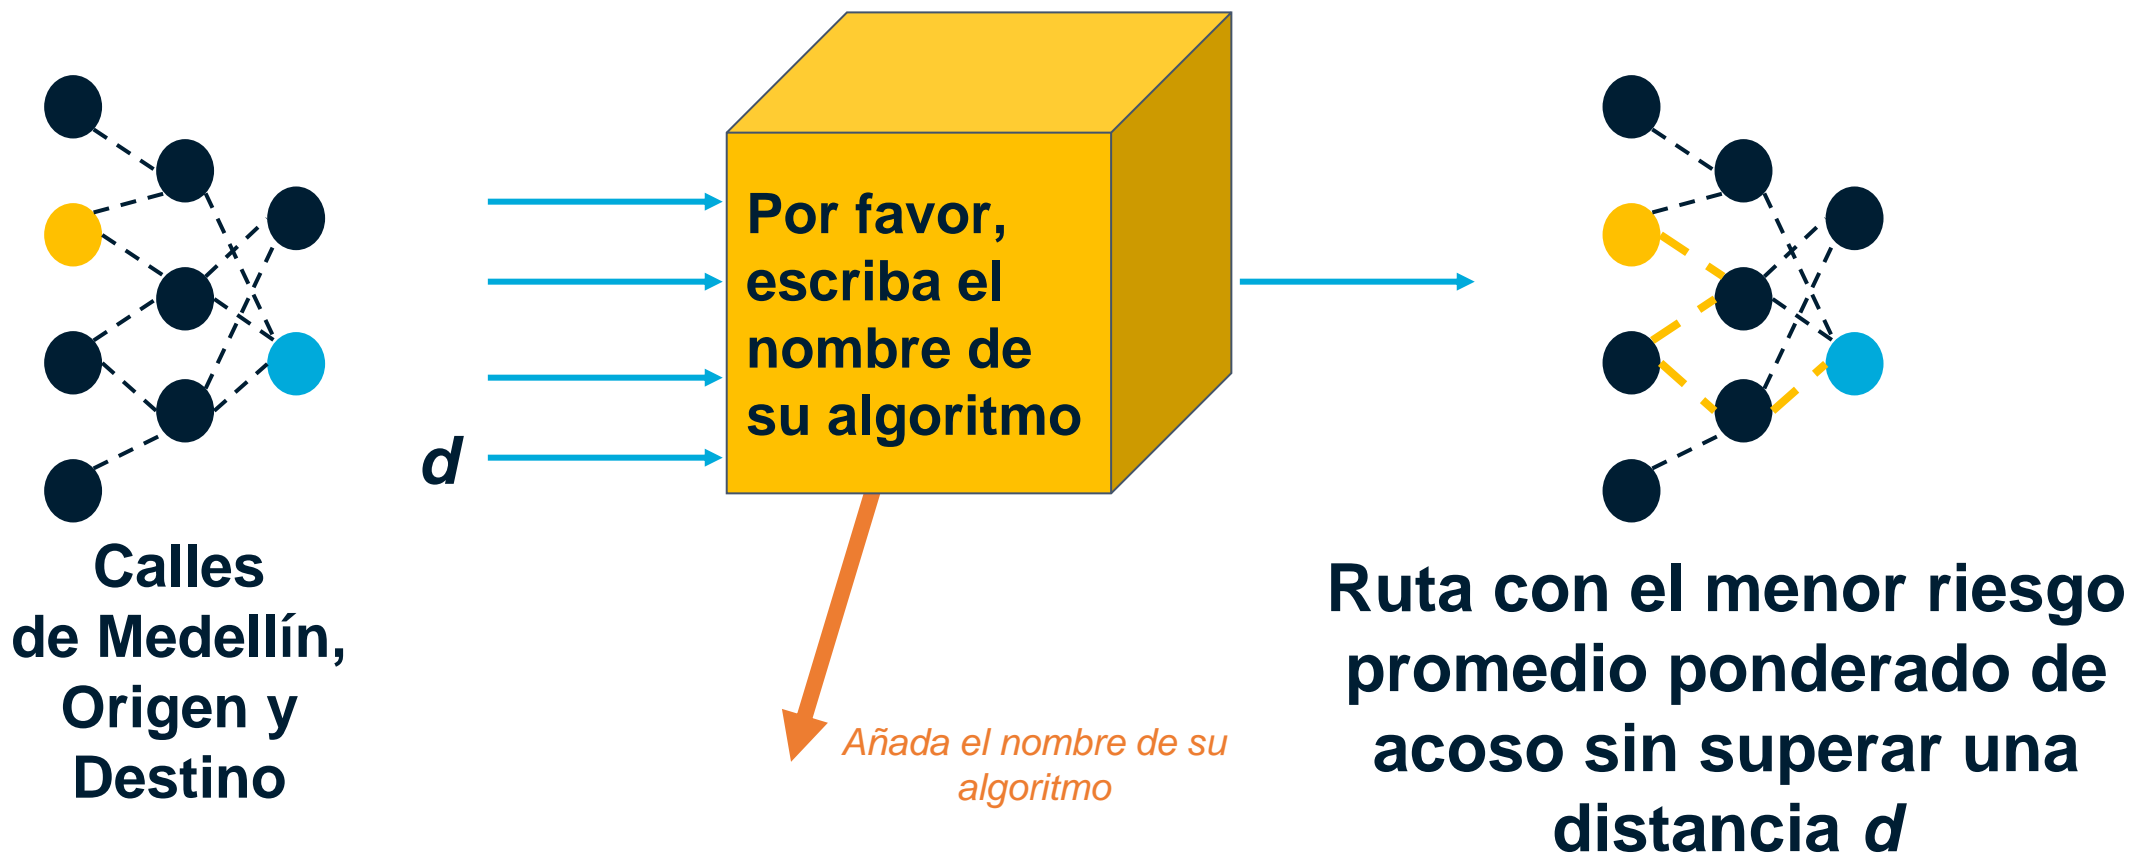 Por favor,
escriba el
nombre de
su algoritmo
d
Calles
de Medellín,
Origen y
Destino
Añada el nombre de su
algoritmo
Ruta con el menor riesgo
promedio ponderado de
acoso sin superar una
distancia d